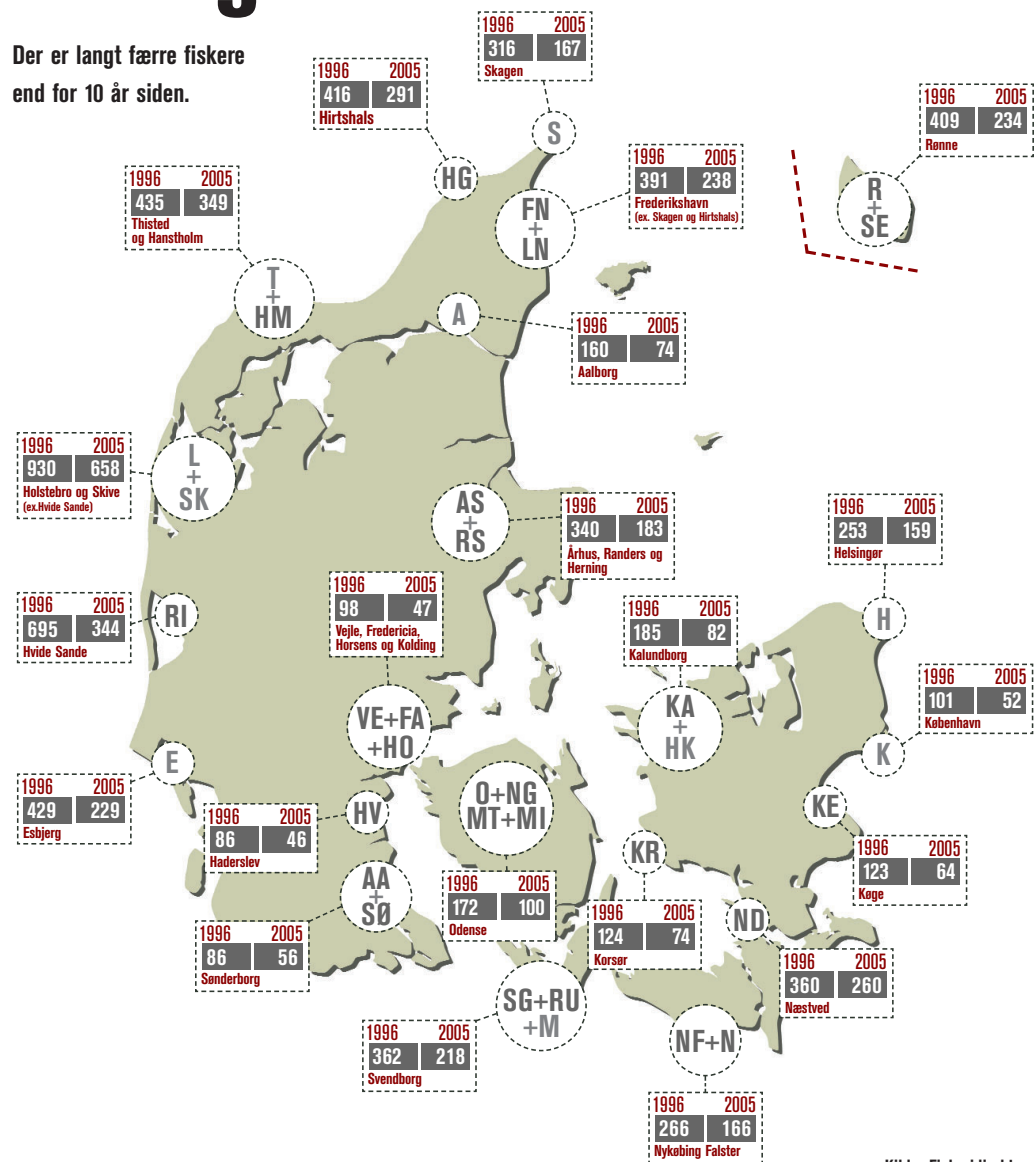 Der er langt færre fiskere
end for 10 år siden.
1996 2005
316 167
Skagen
1996 2005
416 291
Hirtshals
1996 2005
409 234
Rønne
1996 2005
391 238
Frederikshavn
(ex. Skagen og Hirtshals)
1996 2005
435 349
Thisted
og Hanstholm
S
HG
FN
+
LN
R
+
SE
T
+
HM
A
1996 2005
160 74
Aalborg
1996 2005
930 658
Holstebro og Skive
(ex.Hvide Sande)
L
+
SK
AS
+
RS
1996 2005
340 183
Århus, Randers og
Herning
1996 2005
253 159
Helsingør
1996 2005
695 344
Hvide Sande
RI
1996 2005
98 47
Vejle, Fredericia,
Horsens og Kolding
1996 2005
185 82
Kalundborg
H
1996 2005
101 52
København
VE+FA
+HO
KA
+
HK
K
E
1996 2005
429 229
Esbjerg
1996 2005
86 46
Haderslev
HV
O+NG
MT+MI
KE
KR
1996 2005
123 64
Køge
AA
+
SØ
1996 2005
172 100
Odense
1996 2005
124 74
Korsør
ND
1996 2005
86 56
Sønderborg
1996 2005
360 260
Næstved
SG+RU
+M
1996 2005
362 218
Svendborg
NF+N
1996 2005
266 166
Nykøbing Falster